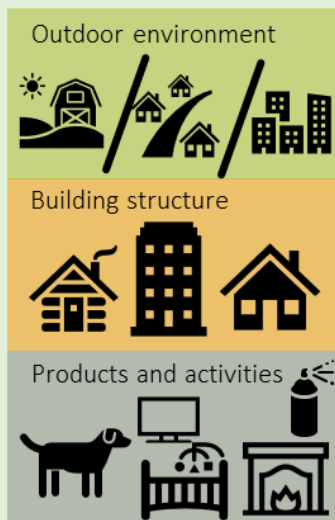 Outdoor environment
Building structure
Products and activities